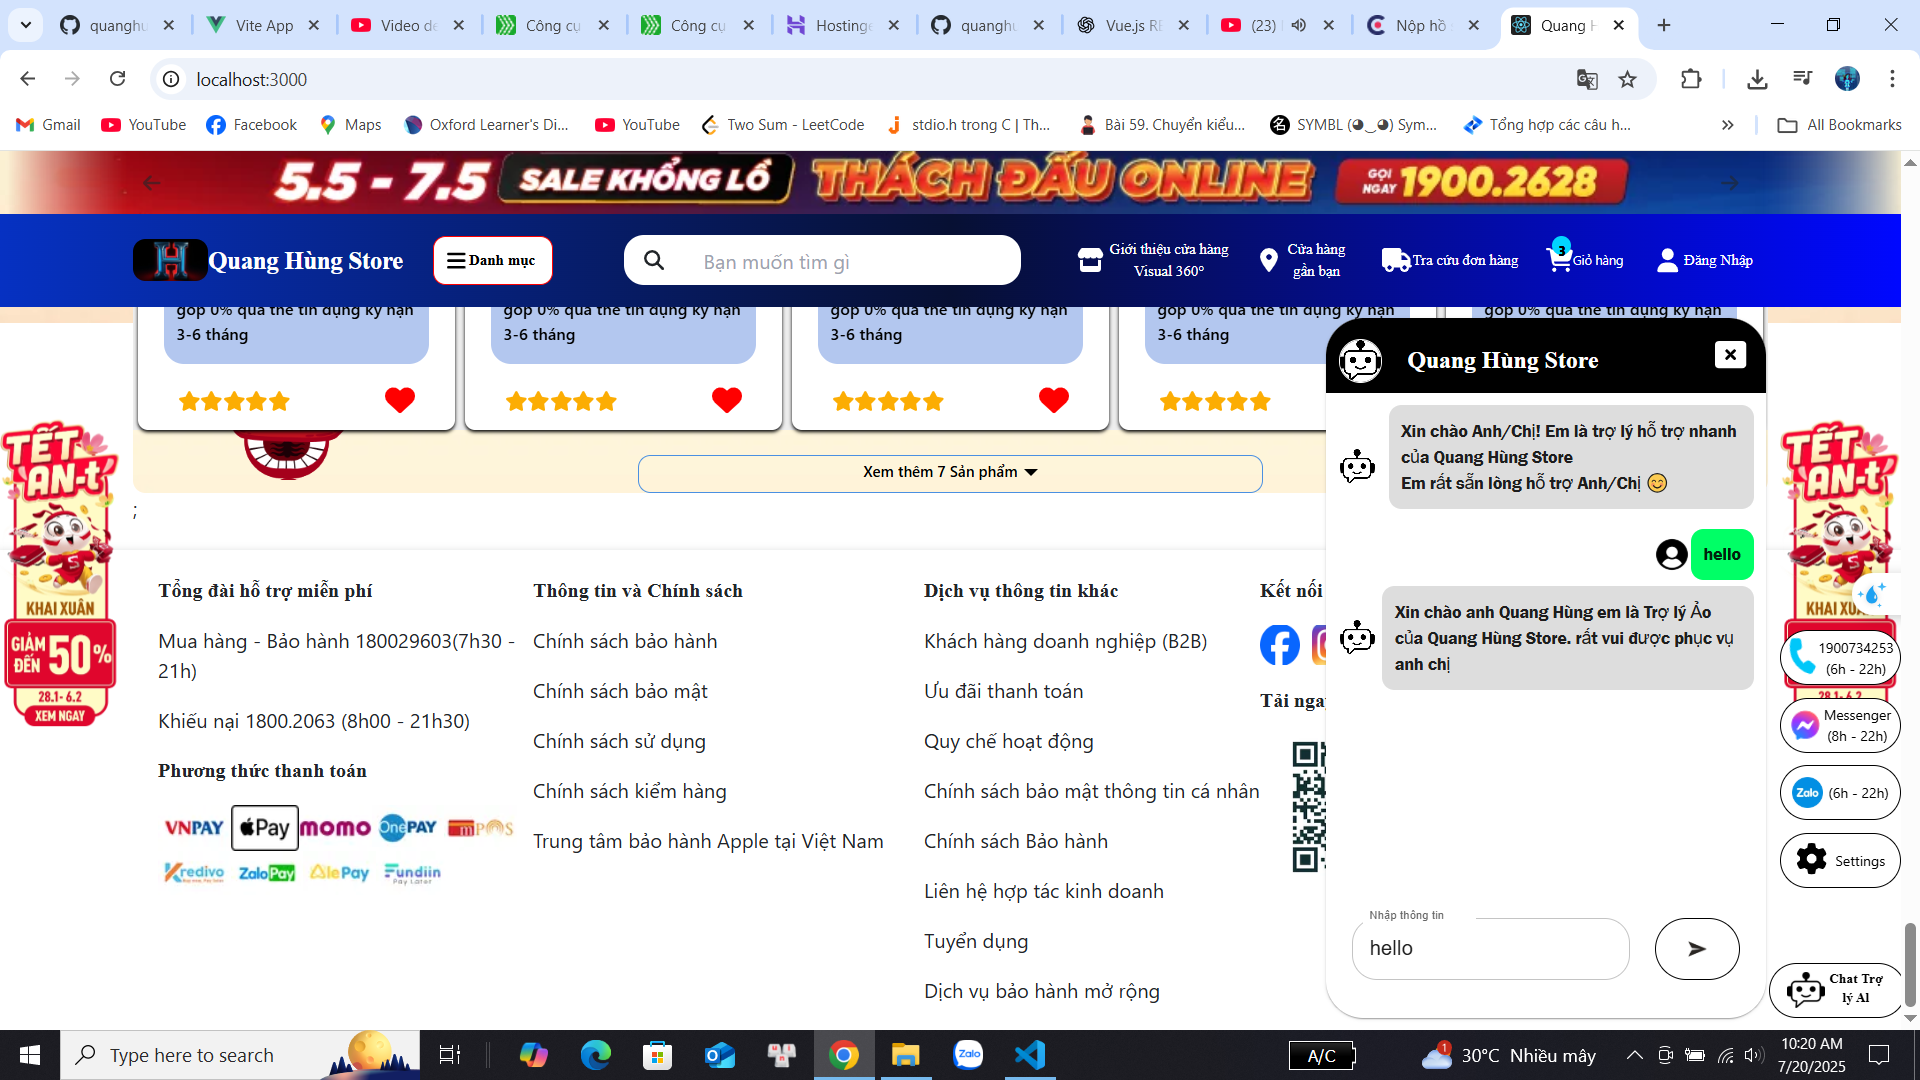 quanghu
Vite App
Video de
Công cụ
Công cụ
Hostinge
quanghu
Vue.js RE
(23)
Nộp hồ s
Quang H
localhost:3000
Gmail
YouTube
Facebook
Maps
Oxford Learner's Di...
YouTube
Two Sum - LeetCode
stdio.h trong C | Th...
Bài 59. Chuyển kiểu...
SYMBL (◕‿◕) Sym...
Tổng hợp các câu h...
All Bookmarks
5.5 - 7.5 SALE KHỔNG LỒ THÁCH ĐẤU ONLINE GỌI NGAY 1900.2628
Quang Hùng Store
Danh mục
Bạn muốn tìm gì
Giới thiệu cửa hàng
Visual 360°
Cửa hàng
gần bạn
Tra cứu đơn hàng
3
Giỏ hàng
Đăng Nhập
góp 0% qua thẻ tín dụng kỳ hạn
3-6 tháng
góp 0% qua thẻ tín dụng kỳ hạn
3-6 tháng
góp 0% qua thẻ tín dụng kỳ hạn
3-6 tháng
góp 0% qua thẻ tín dụng kỳ hạn
3-6 tháng
góp 0% qua thẻ tín dụng kỳ hạn
Xem thêm 7 Sản phẩm
;
TẾT
AN-t
KHAI XUÂN
GIẢM
ĐẾN 50%
28.1- 6.2
XEM NGAY
Tổng đài hỗ trợ miễn phí
Mua hàng - Bảo hành 180029603(7h30 -
21h)
Khiếu nại 1800.2063 (8h00 - 21h30)
Phương thức thanh toán
VNPAY
Pay
momo
OnePAY
mPOS
Kredivo
ZaloPay
AlePay
Fundiin
Pay Later
Thông tin và Chính sách
Chính sách bảo hành
Chính sách bảo mật
Chính sách sử dụng
Chính sách kiểm hàng
Trung tâm bảo hành Apple tại Việt Nam
Dịch vụ thông tin khác
Khách hàng doanh nghiệp (B2B)
Ưu đãi thanh toán
Quy chế hoạt động
Chính sách bảo mật thông tin cá nhân
Chính sách Bảo hành
Liên hệ hợp tác kinh doanh
Tuyển dụng
Dịch vụ bảo hành mở rộng
Kết nối
Tải nga
Quang Hùng Store
Xin chào Anh/Chị! Em là trợ lý hỗ trợ nhanh
của Quang Hùng Store
Em rất sẵn lòng hỗ trợ Anh/Chị 😊
hello
Xin chào anh Quang Hùng em là Trợ lý Ảo
của Quang Hùng Store. rất vui được phục vụ
anh chị
Nhập thông tin
hello
TẾT
AN-t
KHAI XU
28.1- 6.2
1900734253
(6h - 22h)
Messenger
(8h - 22h)
Zalo
(6h - 22h)
Settings
Chat Trợ
lý AI
Type here to search
Zalo
A/C
1
30°C Nhiều mây
10:20 AM
7/20/2025